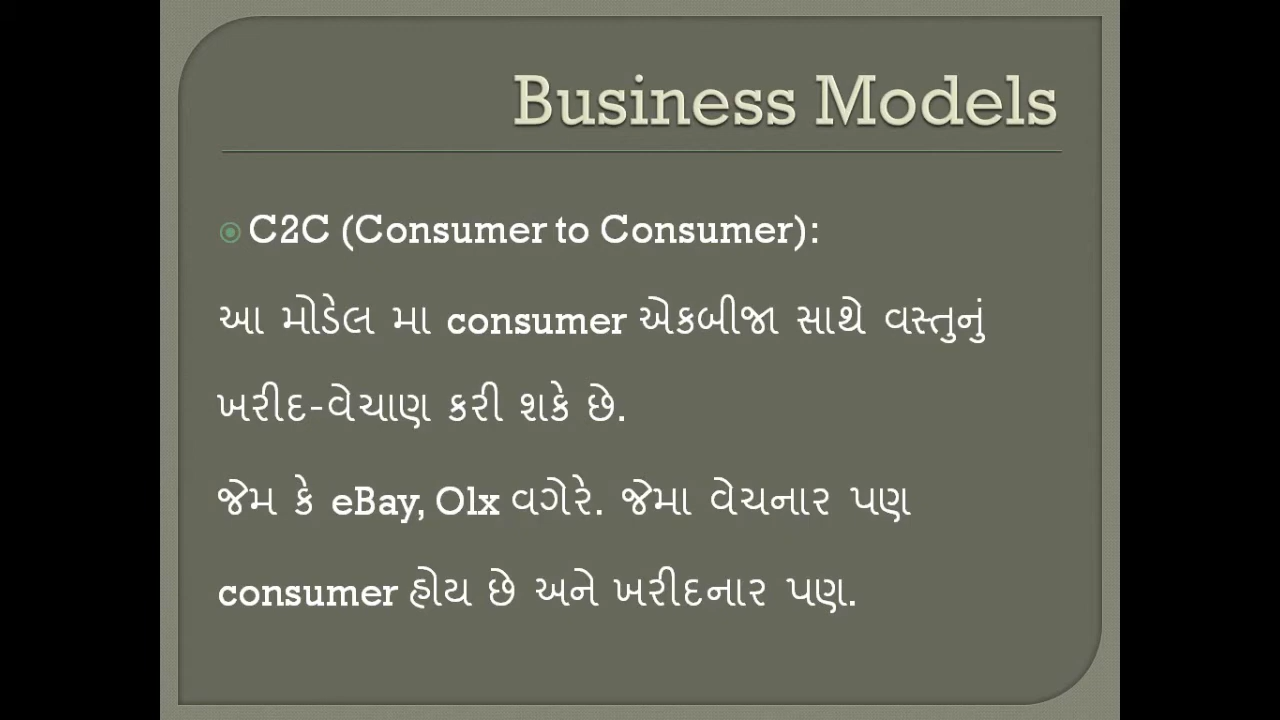 Business Models
C2C (Consumer to Consumer):
આ મોડેલ મા consumer એકબીજા સાથે વસ્તુનું
ખરીદ-વેચાણ કરી શકે છે.
જેમ કે eBay, Olx વગેરે. જેમા વેચનાર પણ
consumer હોય છે અને ખરીદનાર પણ.